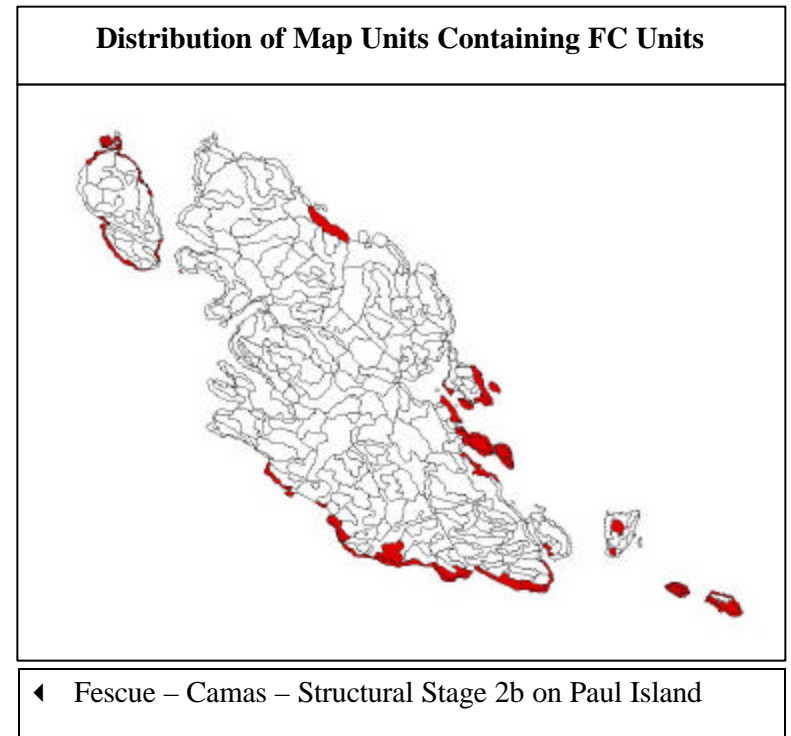 Distribution of Map Units Containing FC Units
Fescue – Camas – Structural Stage 2b on Paul Island